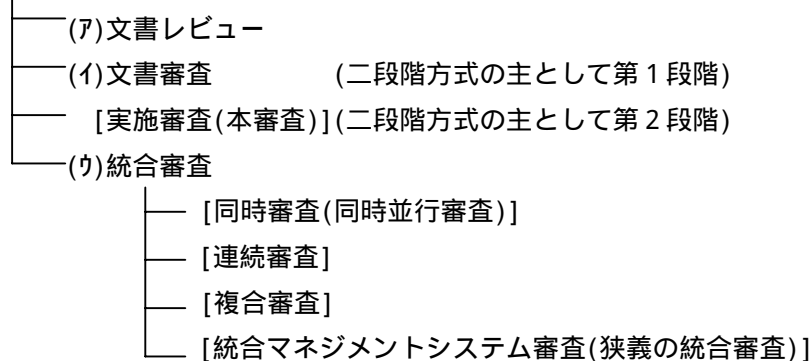 (ｱ)文書レビュー
(ｲ)文書審査 (二段階方式の主として第１段階)
[実施審査(本審査)](二段階方式の主として第２段階)
(ｳ)統合審査
[同時審査(同時並行審査)]
[連続審査]
[複合審査]
[統合マネジメントシステム審査(狭義の統合審査)]